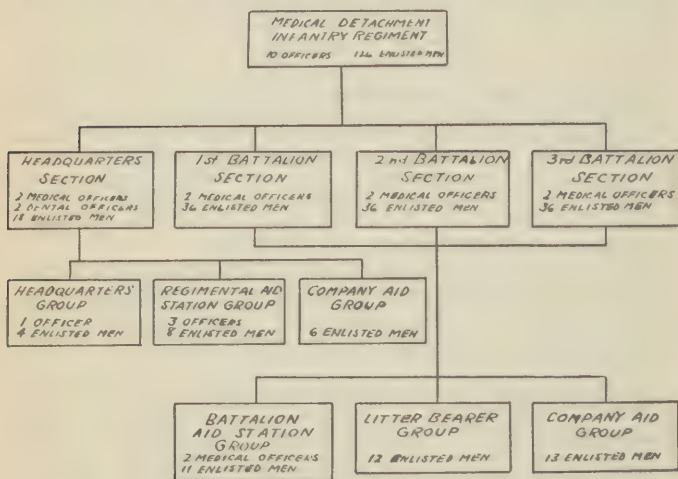 MEDICAL DETACHMENT
INFANTRY REGIMENT
10 OFFICERS 126 ENLISTED MEN
HEADQUARTERS
SECTION
2 MEDICAL OFFICERS
2 DENTAL OFFICERS
18 ENLISTED MEN
1st BATTALION
SECTION
2 MEDICAL OFFICERS
36 ENLISTED MEN
2nd BATTALION
SECTION
2 MEDICAL OFFICERS
36 ENLISTED MEN
3rd BATTALION
SECTION
2 MEDICAL OFFICERS
36 ENLISTED MEN
HEADQUARTERS'
GROUP
1 OFFICER
4 ENLISTED MEN
REGIMENTAL AID
STATION GROUP
3 OFFICERS
8 ENLISTED MEN
COMPANY AID
GROUP
6 ENLISTED MEN
BATTALION
AID STATION
GROUP
2 MEDICAL OFFICERS
11 ENLISTED MEN
LITTER BEARER
GROUP
12 ENLISTED MEN
COMPANY AID
GROUP
13 ENLISTED MEN